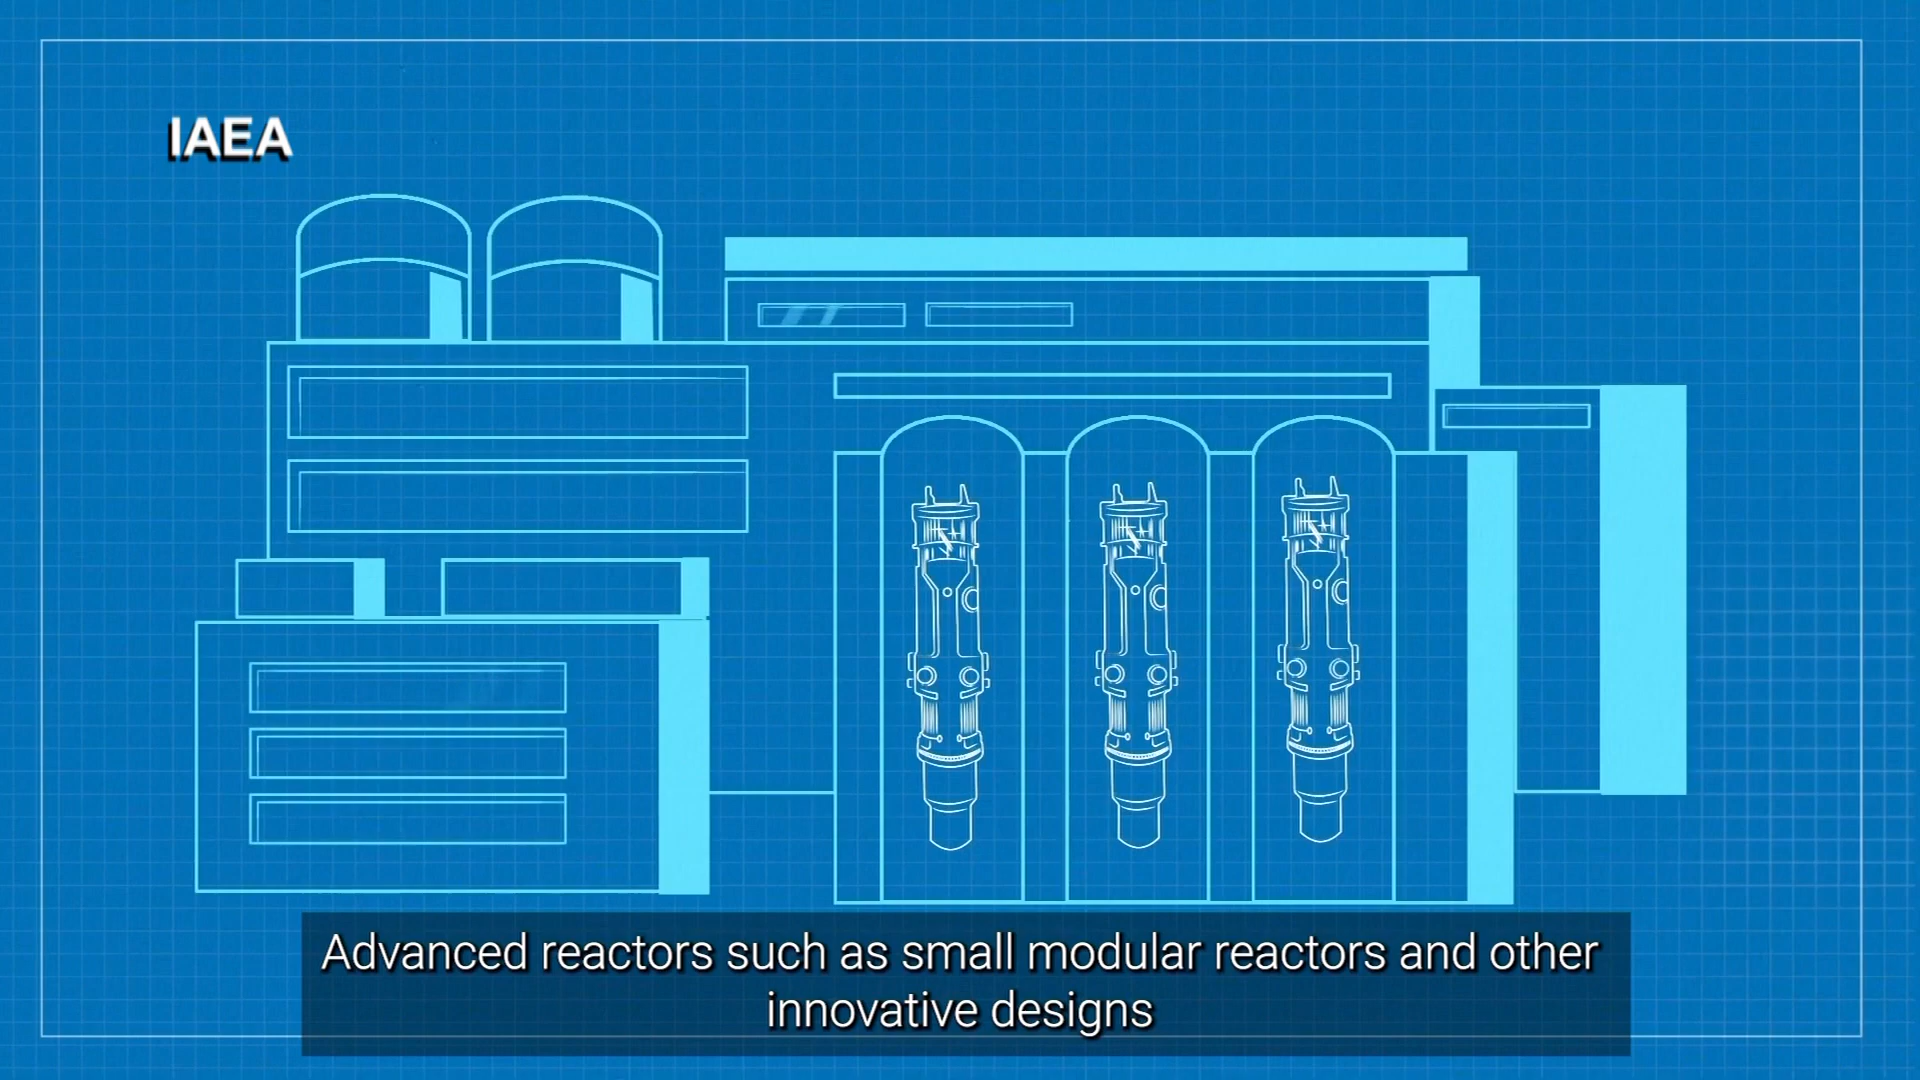 IAEA
Advanced reactors such as small modular reactors and other
innovative designs